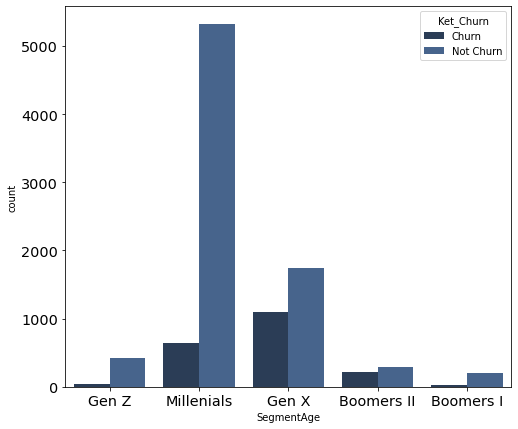 Ket_Churn
Churn
Not Churn
5000
4000
3000
2000
1000
0
count
Gen Z Millenials Gen X Boomers II Boomers I
SegmentAge